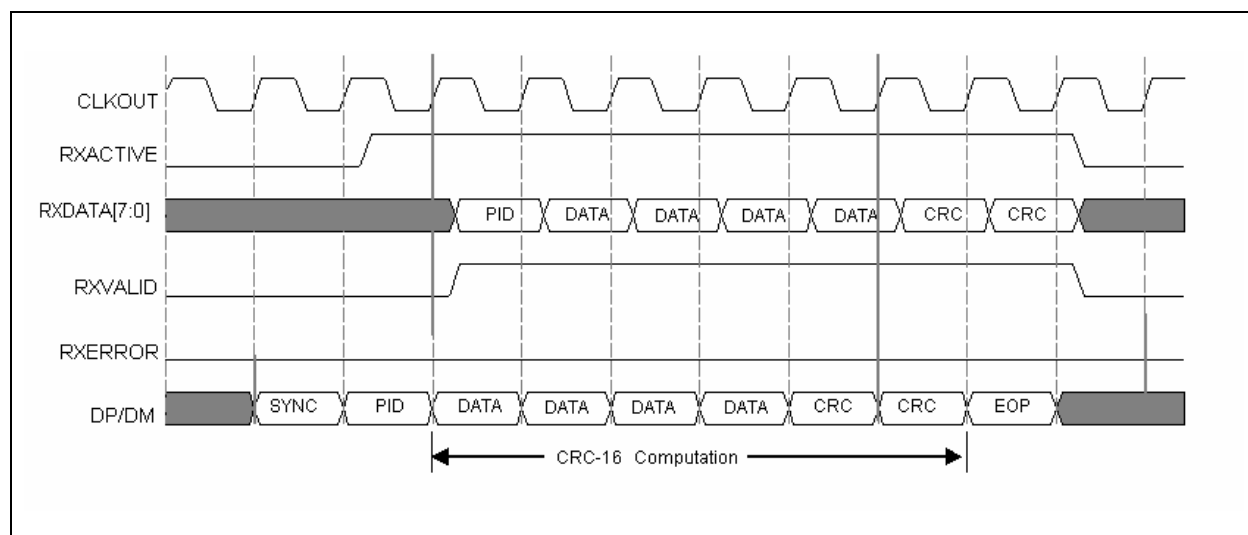 CLKOUT
RXACTIVE
RXDATA[7:0] PID DATA DATA DATA DATA CRC CRC
RXVALID
RXERROR
DP/DM SYNC PID DATA DATA DATA DATA CRC CRC EOP
CRC-16 Computation